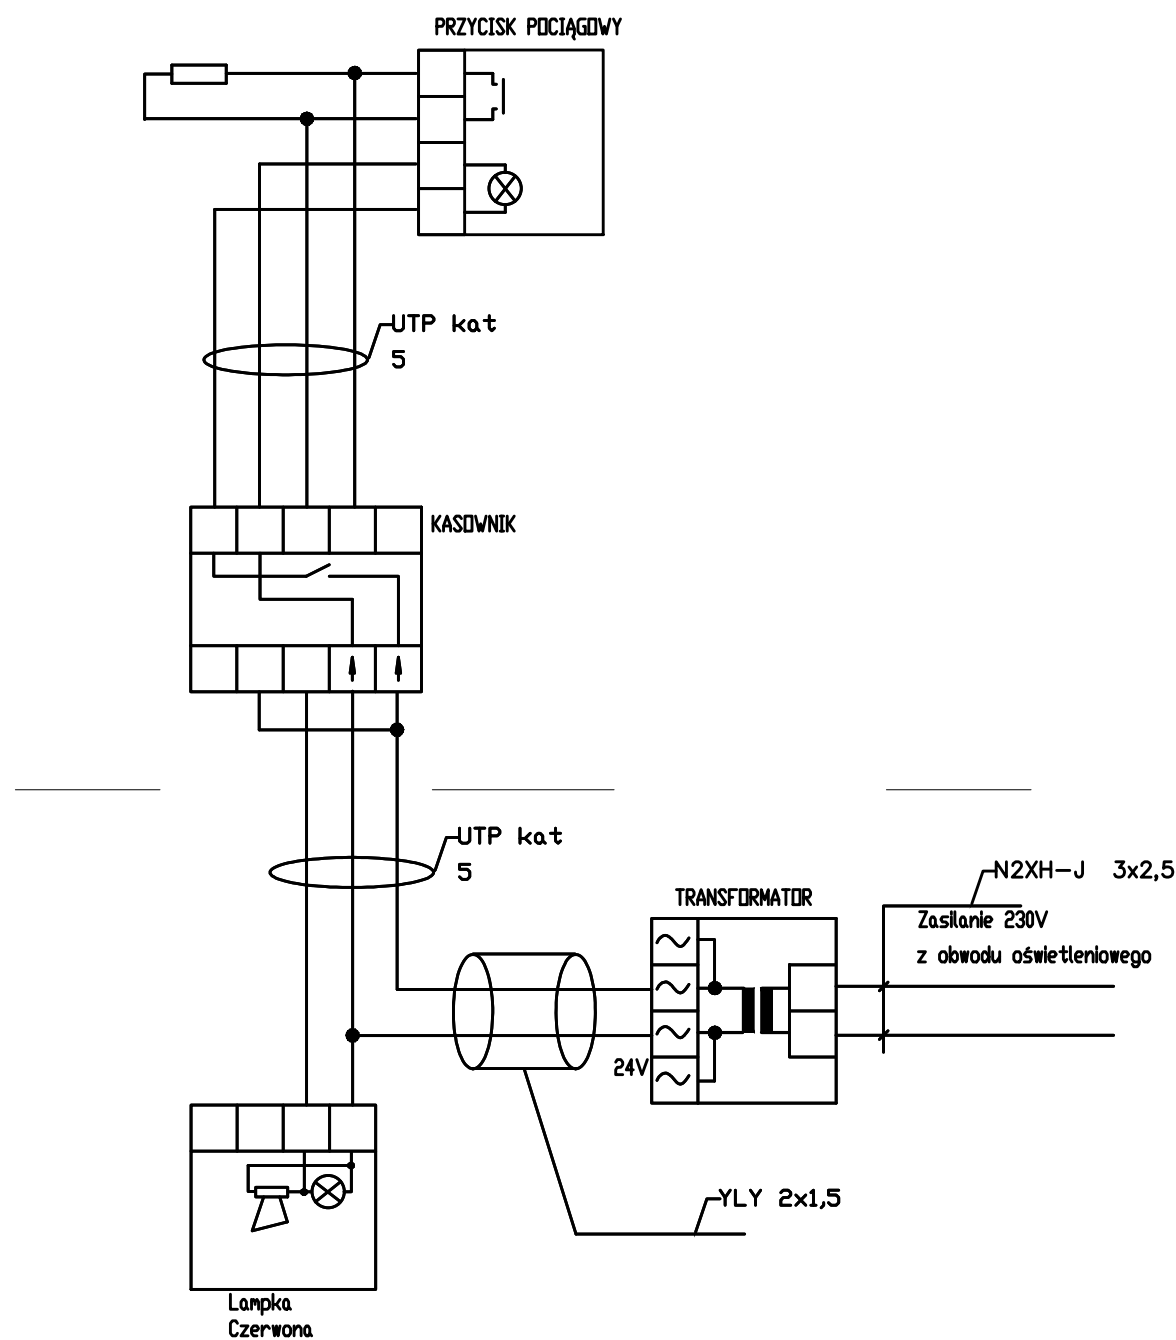 PRZYCISK POCIĄGOWY
UTP kat
5
KASOWNIK
UTP kat
5
N2XH-J 3x2,5
TRANSFORMATOR
Zasilanie 230V
z obwodu oświetleniowego
24V
YLY 2x1,5
Lampka
Czerwona